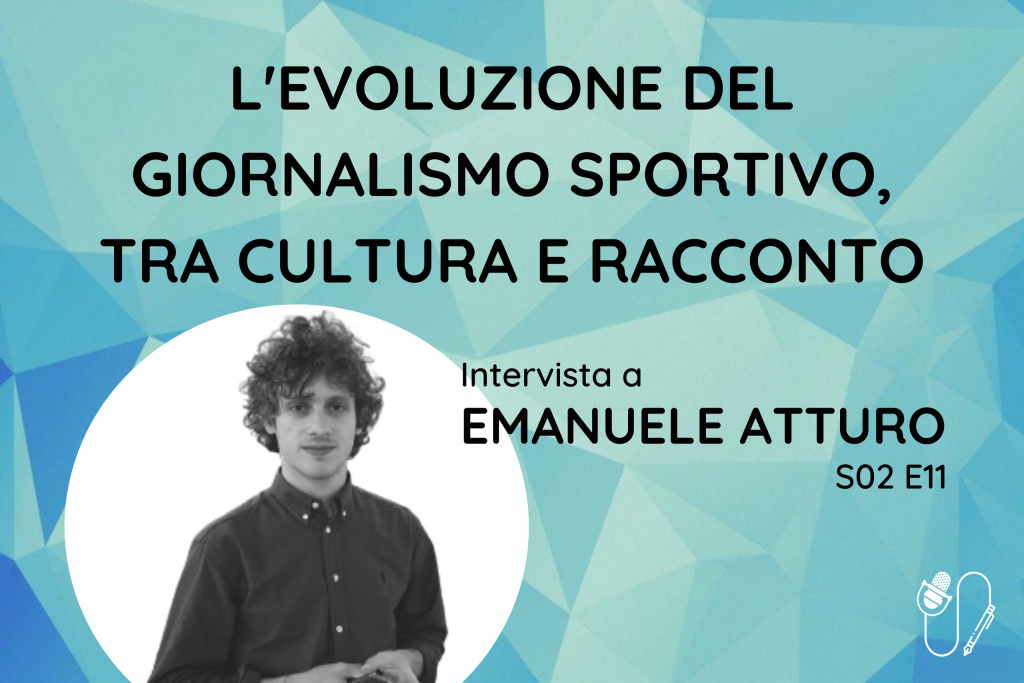 L'EVOLUZIONE DEL
GIORNALISMO SPORTIVO,
TRA CULTURA E RACCONTO
Intervista a
EMANUELE ATTURO
S02 E11